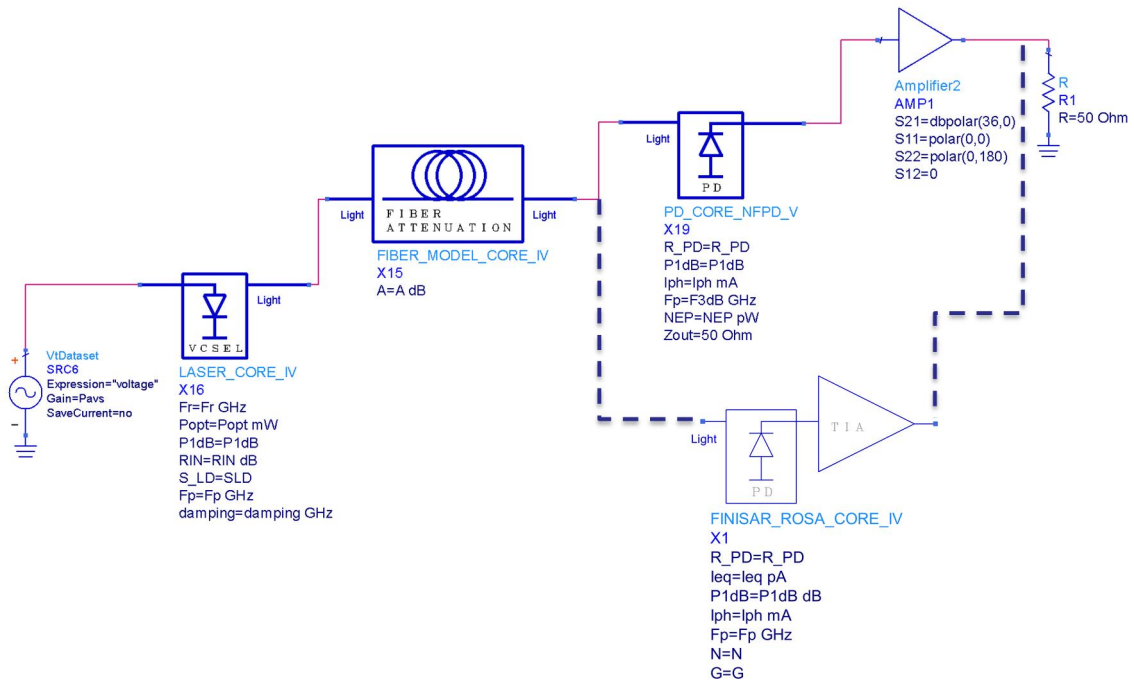 +
−
VtDataset
SRC6
Expression="voltage"
Gain=Pavs
SaveCurrent=no
VCSEL
Light
LASER_CORE_IV
X16
Fr=Fr GHz
Popt=Popt mW
P1dB=P1dB
RIN=RIN dB
S_LD=SLD
Fp=Fp GHz
damping=damping GHz
Light
FIBER
ATTENUATION
Light
FIBER_MODEL_CORE_IV
X15
A=A dB
Light
PD
PD_CORE_NFPD_V
X19
R_PD=R_PD
P1dB=P1dB
Iph=Iph mA
Fp=F3dB GHz
NEP=NEP pW
Zout=50 Ohm
Amplifier2
AMP1
S21=dbpolar(36,0)
S11=polar(0,0)
S22=polar(0,180)
S12=0
R
R1
R=50 Ohm
Light
PD
TIA
FINISAR_ROSA_CORE_IV
X1
R_PD=R_PD
Ieq=Ieq pA
P1dB=P1dB dB
Iph=Iph mA
Fp=Fp GHz
N=N
G=G